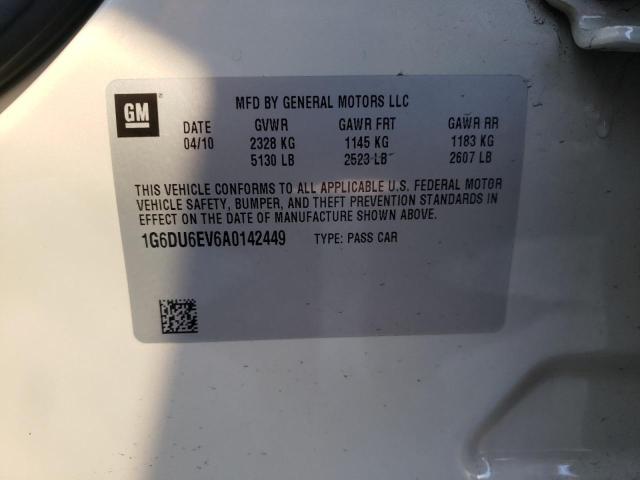 GM
MFD BY GENERAL MOTORS LLC
DATE GVWR GAWR FRT GAWR RR
04/10 2328 KG 1145 KG 1183 KG
5130 LB 2523 LB 2607 LB
THIS VEHICLE CONFORMS TO ALL APPLICABLE U.S. FEDERAL MOTOR
VEHICLE SAFETY, BUMPER, AND THEFT PREVENTION STANDARDS IN
EFFECT ON THE DATE OF MANUFACTURE SHOWN ABOVE.
1G6DU6EV6A0142449 TYPE: PASS CAR